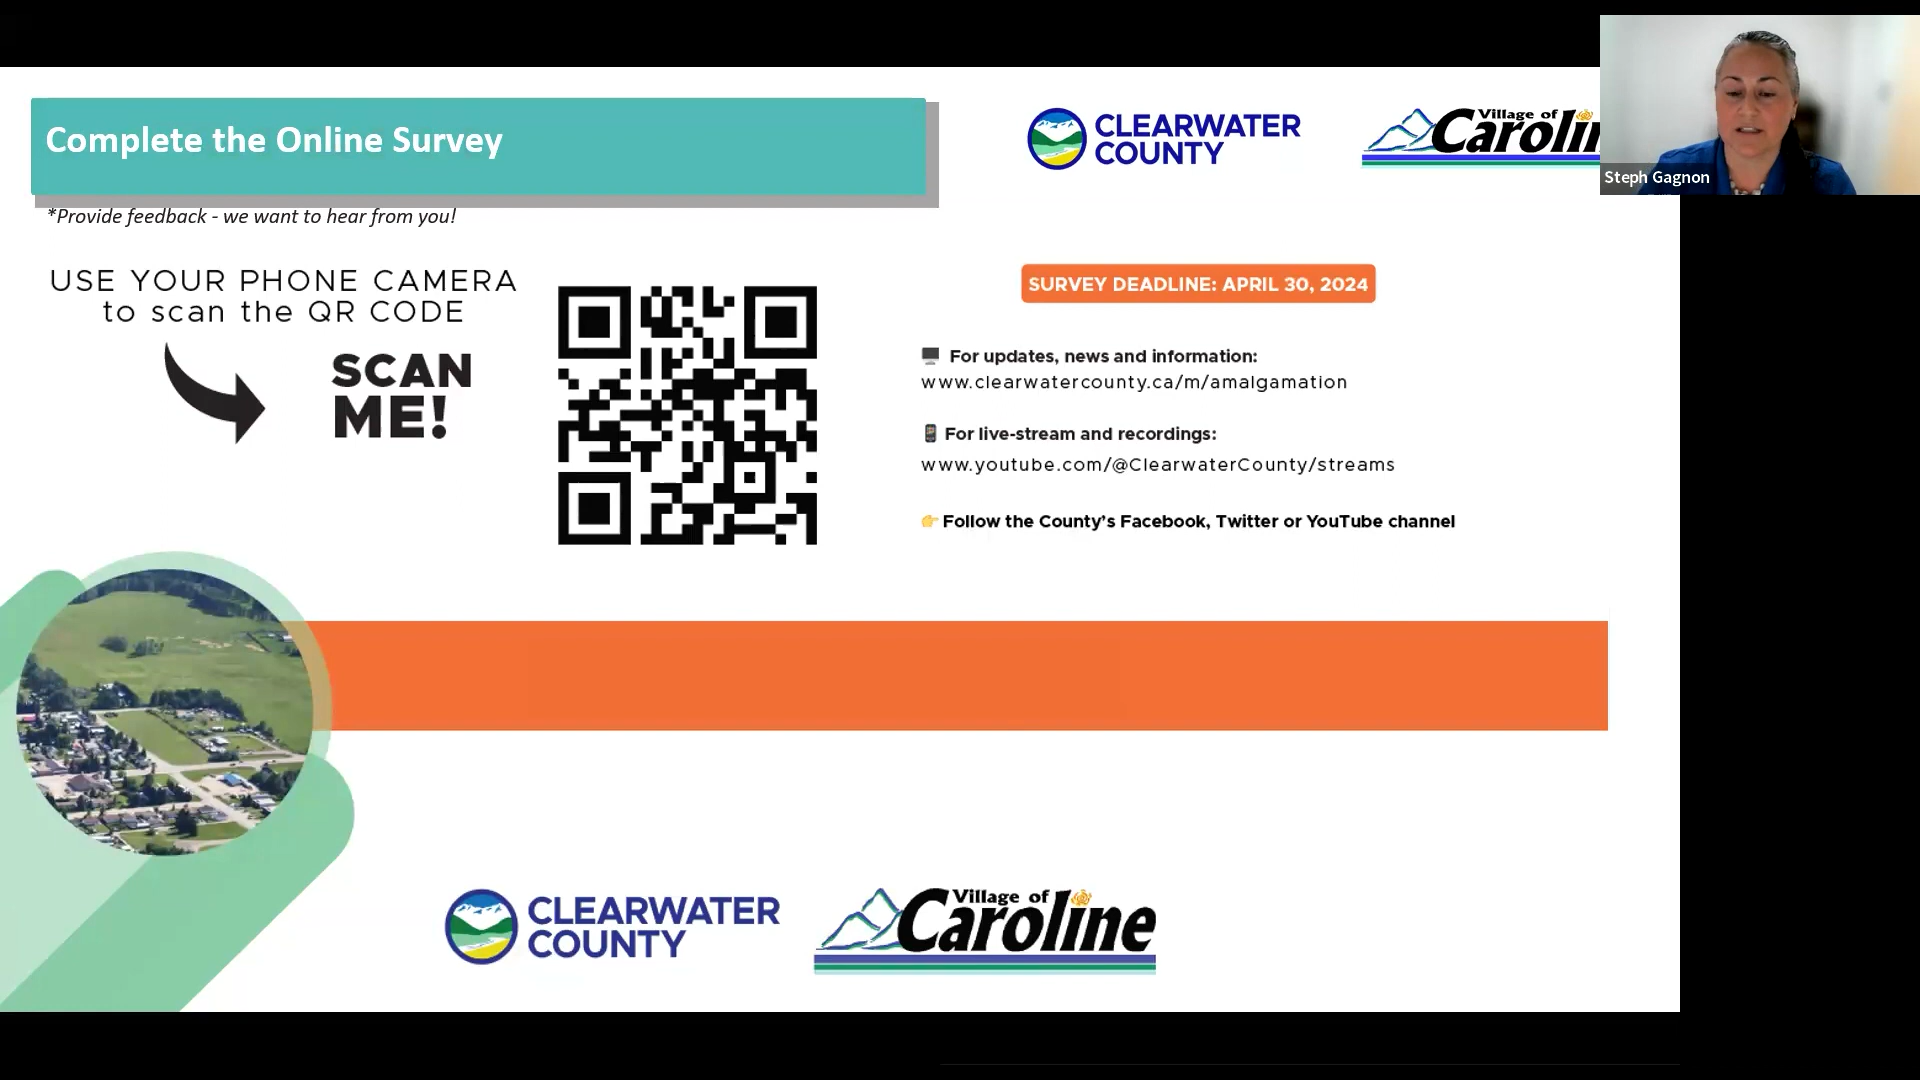 Complete the Online Survey
*Provide feedback - we want to hear from you!
CLEARWATER
COUNTY
Village of
Carolin
Steph Gagnon
USE YOUR PHONE CAMERA
to scan the QR CODE
SCAN
ME!
SURVEY DEADLINE: APRIL 30, 2024
For updates, news and information:
www.clearwatercounty.ca/m/amalgamation
For live-stream and recordings:
www.youtube.com/@ClearwaterCounty/streams
Follow the County's Facebook, Twitter or YouTube channel
CLEARWATER
COUNTY
Village of
Caroline